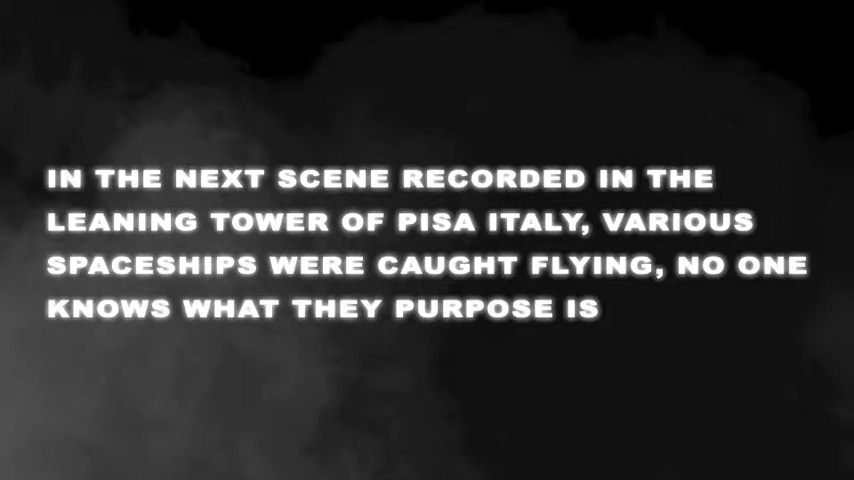 IN THE NEXT SCENE RECORDED IN THE
LEANING TOWER OF PISA ITALY, VARIOUS
SPACESHIPS WERE CAUGHT FLYING, NO ONE
KNOWS WHAT THEY PURPOSE IS